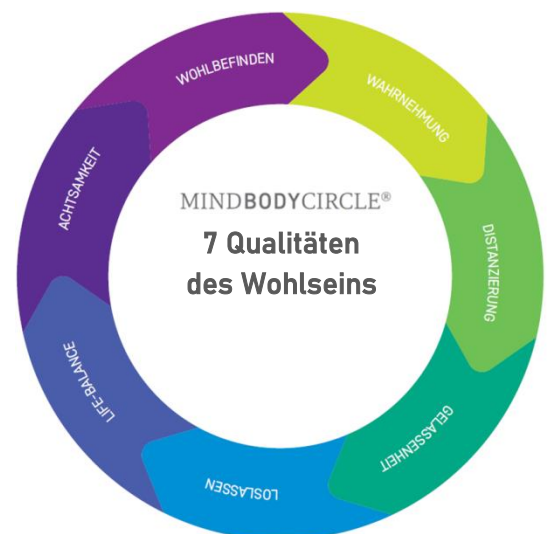 WOHLBEFINDEN
WAHRNEHMUNG
DISTANZIERUNG
GELASSENHEIT
LOSLASSEN
LIFE-BALANCE
ACHTSAMKEIT
MINDBODYCIRCLE®
7 Qualitäten
des Wohlseins